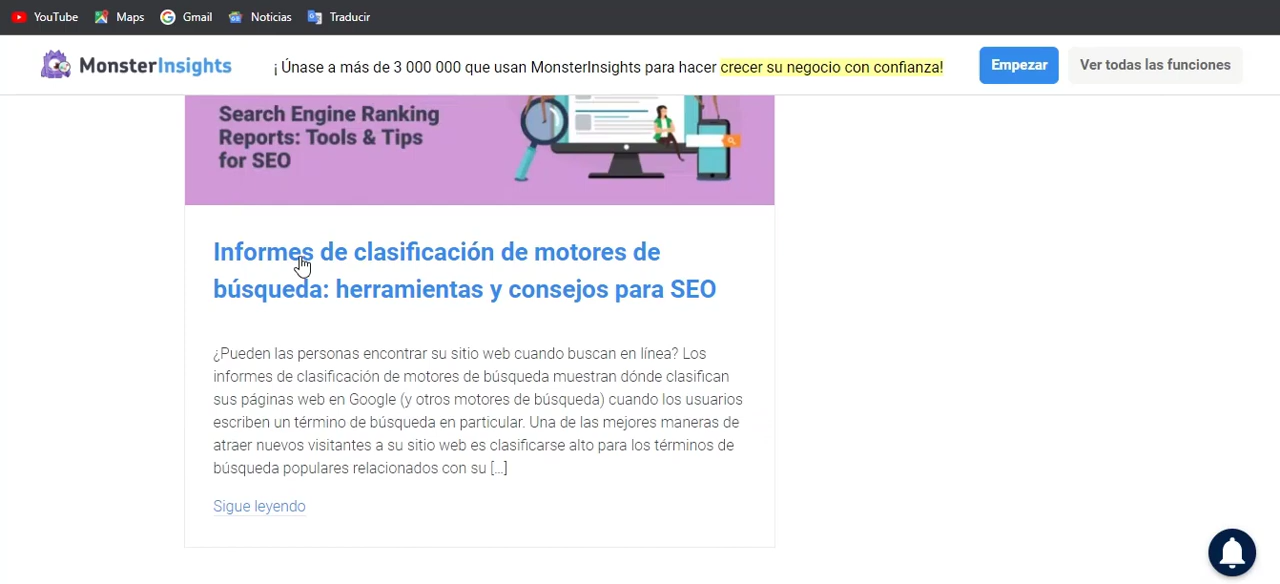 YouTube Maps Gmail Noticias Traducir
MonsterInsights ¡ Únase a más de 3 000 000 que usan MonsterInsights para hacer crecer su negocio con confianza! Empezar Ver todas las funciones
Search Engine Ranking
Reports: Tools & Tips
for SEO
Informes de clasificación de motores de
búsqueda: herramientas y consejos para SEO
¿Pueden las personas encontrar su sitio web cuando buscan en línea? Los
informes de clasificación de motores de búsqueda muestran dónde clasifican
sus páginas web en Google (y otros motores de búsqueda) cuando los usuarios
escriben un término de búsqueda en particular. Una de las mejores maneras de
atraer nuevos visitantes a su sitio web es clasificarse alto para los términos de
búsqueda populares relacionados con su [...]
Sigue leyendo